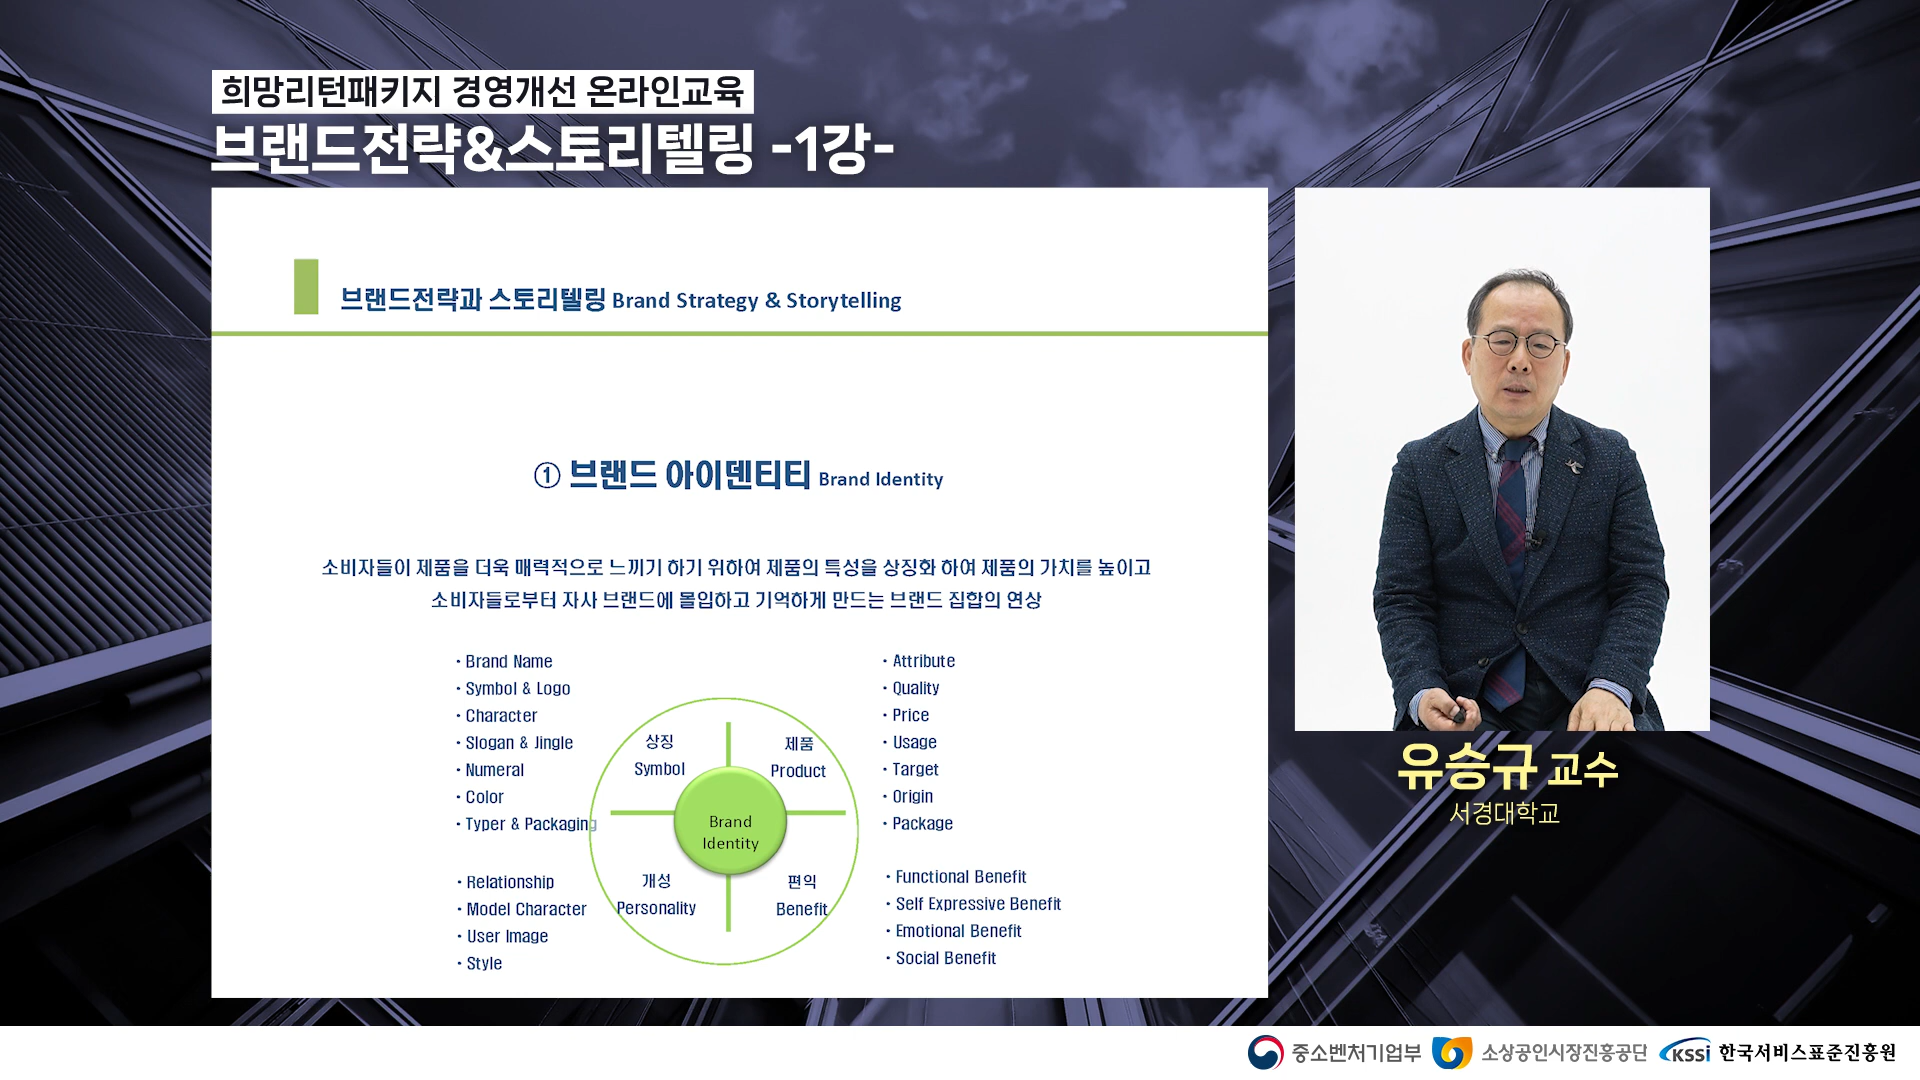 희망리턴패키지 경영개선 온라인교육
브랜드전략&스토리텔링 -1강-
브랜드전략과 스토리텔링 Brand Strategy & Storytelling
① 브랜드 아이덴티티 Brand Identity
소비자들이 제품을 더욱 매력적으로 느끼기 하기 위하여 제품의 특성을 상징화 하여 제품의 가치를 높이고
소비자들로부터 자사 브랜드에 몰입하고 기억하게 만드는 브랜드 집합의 연상
• Brand Name
• Symbol & Logo
• Character
• Slogan & Jingle
• Numeral
• Color
• Typer & Packaging
• Relationship
• Model Character
• User Image
• Style
상징
Symbol
제품
Product
Brand
Identity
개성
Personality
편익
Benefit
• Attribute
• Quality
• Price
• Usage
• Target
• Origin
• Package
• Functional Benefit
• Self Expressive Benefit
• Emotional Benefit
• Social Benefit
유승규 교수
서경대학교
중소벤처기업부 소상공인시장진흥공단 KSSi 한국서비스표준진흥원